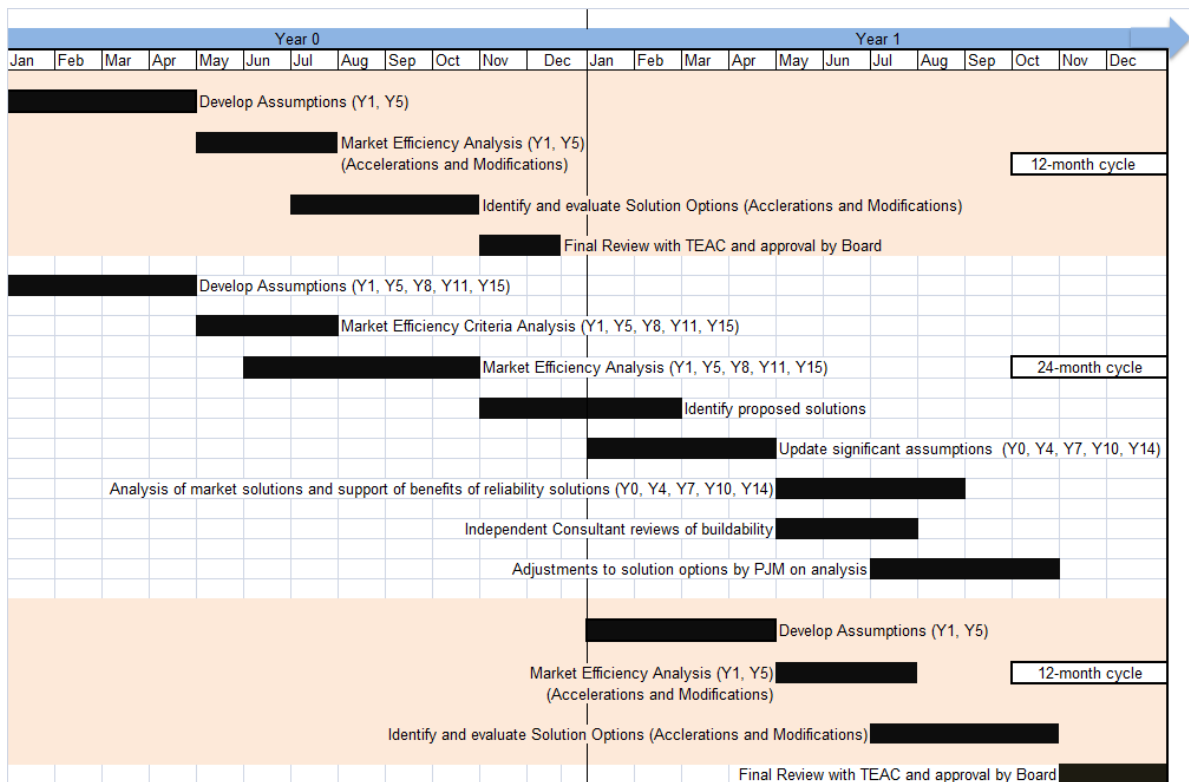 Year 0 Year 1
Jan Feb Mar Apr May Jun Jul Aug Sep Oct Nov Dec Jan Feb Mar Apr May Jun Jul Aug Sep Oct Nov Dec
Develop Assumptions (Y1, Y5)
Market Efficiency Analysis (Y1, Y5)
(Accelerations and Modifications)
12-month cycle
Identify and evaluate Solution Options (Acclerations and Modifications)
Final Review with TEAC and approval by Board
Develop Assumptions (Y1, Y5, Y8, Y11, Y15)
Market Efficiency Criteria Analysis (Y1, Y5, Y8, Y11, Y15)
Market Efficiency Analysis (Y1, Y5, Y8, Y11, Y15)
24-month cycle
Identify proposed solutions
Update significant assumptions (Y0, Y4, Y7, Y10, Y14)
Analysis of market solutions and support of benefits of reliability solutions (Y0, Y4, Y7, Y10, Y14)
Independent Consultant reviews of buildability
Adjustments to solution options by PJM on analysis
Develop Assumptions (Y1, Y5)
Market Efficiency Analysis (Y1, Y5)
(Accelerations and Modifications)
12-month cycle
Identify and evaluate Solution Options (Acclerations and Modifications)
Final Review with TEAC and approval by Board